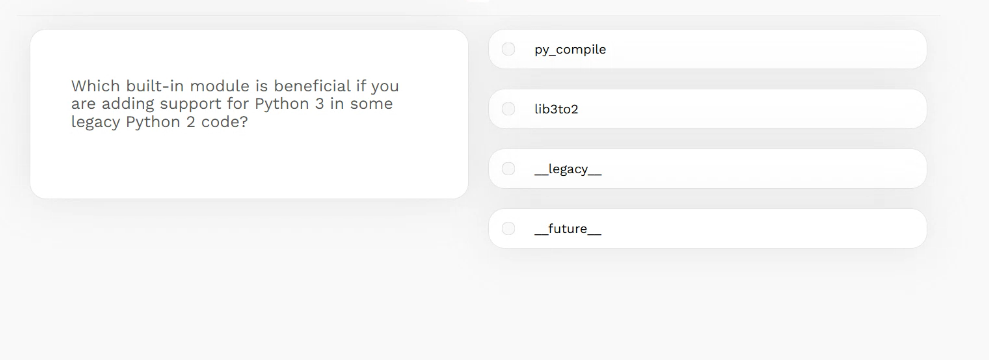 Which built-in module is beneficial if you
are adding support for Python 3 in some
legacy Python 2 code?
py_compile
lib3to2
__legacy__
__future__